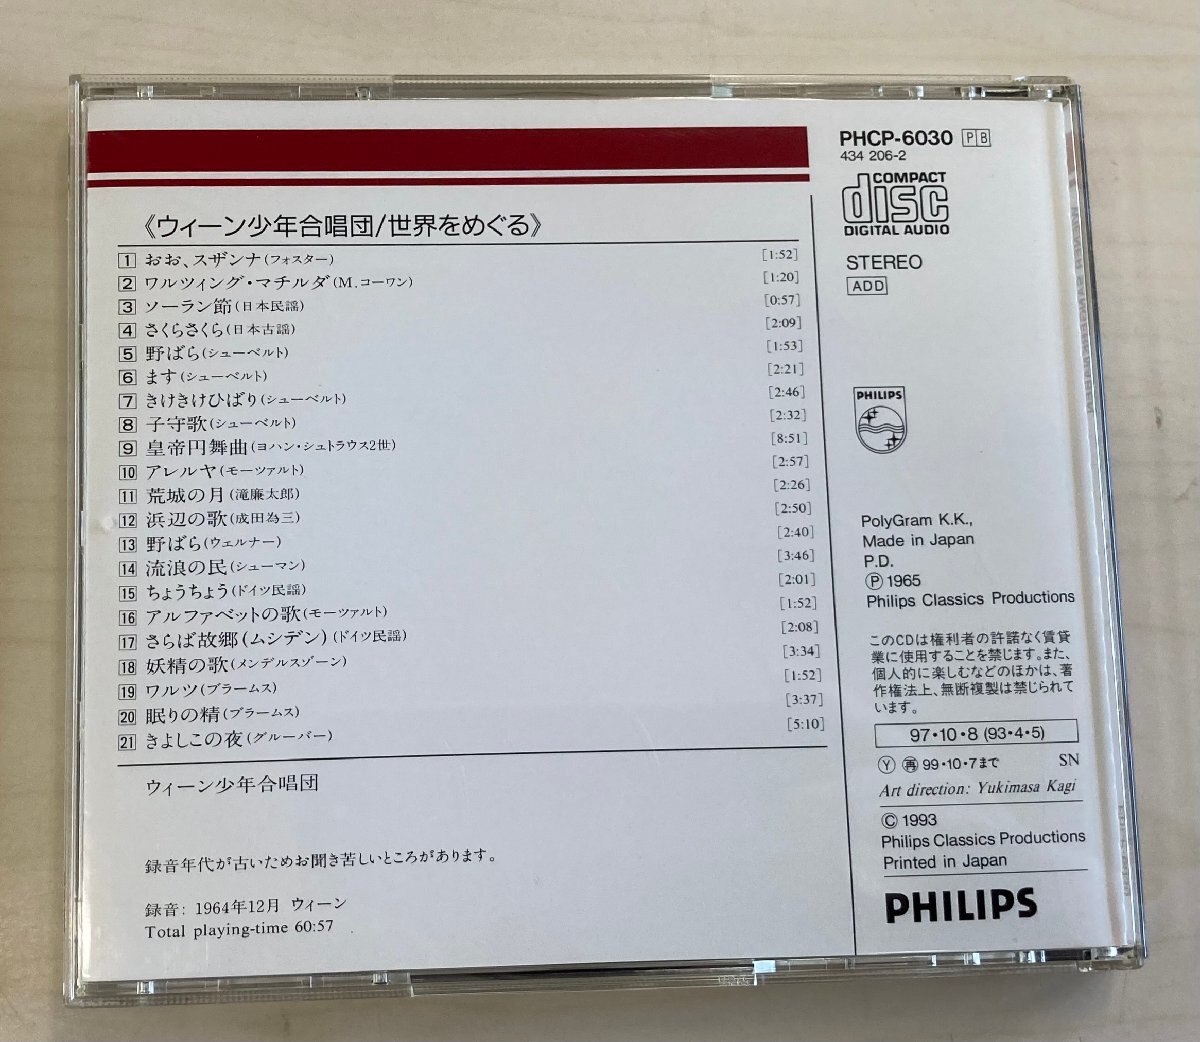 《ウィーン少年合唱団/世界をめぐる》
1 おお、スザンナ(フォスター) [1:52]
2 ワルツィング・マチルダ(M.コーワン) [1:20]
3 ソーラン節(日本民謡) [0:57]
4 さくらさくら(日本古謡) [2:09]
5 野ばら(シューベルト) [1:53]
6 ます(シューベルト) [2:21]
7 きけきけひばり(シューベルト) [2:46]
8 子守歌(シューベルト) [2:32]
9 皇帝円舞曲(ヨハン・シュトラウス2世) [8:51]
10 アレルヤ(モーツァルト) [2:57]
11 荒城の月(滝廉太郎) [2:26]
12 浜辺の歌(成田為三) [2:50]
13 野ばら(ウェルナー) [2:40]
14 流浪の民(シューマン) [3:46]
15 ちょうちょう(ドイツ民謡) [2:01]
16 アルファベットの歌(モーツァルト) [1:52]
17 さらば故郷(ムシデン)(ドイツ民謡) [2:08]
18 妖精の歌(メンデルスゾーン) [3:34]
19 ワルツ(ブラームス) [1:52]
20 眠りの精(ブラームス) [3:37]
21 きよしこの夜(グルーバー) [5:10]
ウィーン少年合唱団
録音年代が古いためお聞き苦しいところがあります。
録音: 1964年12月 ウィーン
Total playing-time 60:57
PHCP-6030 PB
434 206-2
COMPACT
disc
DIGITAL AUDIO
STEREO
ADD
PHILIPS
PolyGram K.K.,
Made in Japan
P.D.
Ⓟ1965
Philips Classics Productions
このCDは権利者の許諾なく賃貸
業に使用することを禁じます。また、
個人的に楽しむなどのほかは、著
作権法上、無断複製は禁じられて
います。
97・10・8 (93・4・5)
Ⓨ ㊢ 99・10・7まで SN
Art direction: Yukimasa Kagi
©1993
Philips Classics Productions
Printed in Japan
PHILIPS